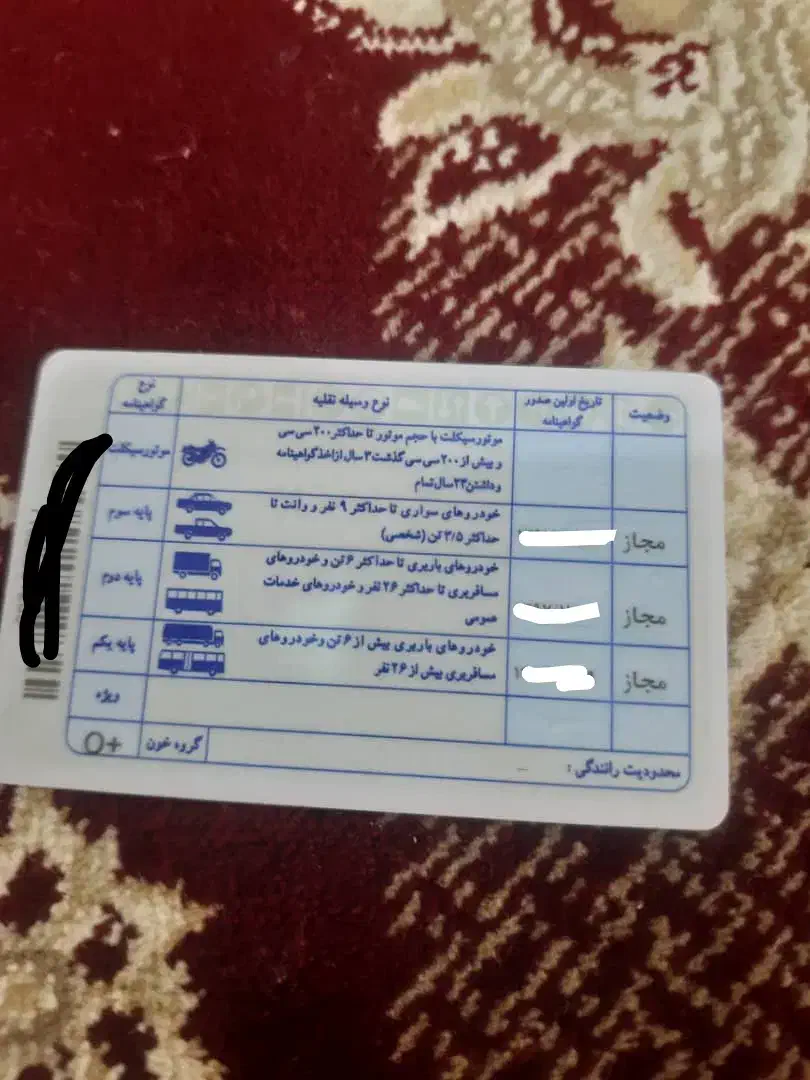 نوع گواهینامه
نوع وسیله نقلیه
تاریخ اولین صدور گواهینامه
وضعیت
موتورسیکلت
موتورسیکلت با حجم موتور تا حداکثر ۲۰۰ سی سی
و بیش از ۲۰۰ سی سی گذشت ۳ سال از اخذ گواهینامه
و داشتن ۲۳ سال تمام
پایه سوم
خودروهای سواری تا حداکثر ۹ نفر و وانت تا
حداکثر ۳/۵ تن (شخصی)
مجاز
پایه دوم
خودروهای باربری تا حداکثر ۶ تن و خودروهای
مسافربری تا حداکثر ۲۶ نفر و خودروهای خدمات
عمومی
مجاز
پایه یکم
خودروهای باربری بیش از ۶ تن و خودروهای
مسافربری بیش از ۲۶ نفر
مجاز
ویژه
O+
گروه خون
محدودیت رانندگی : –